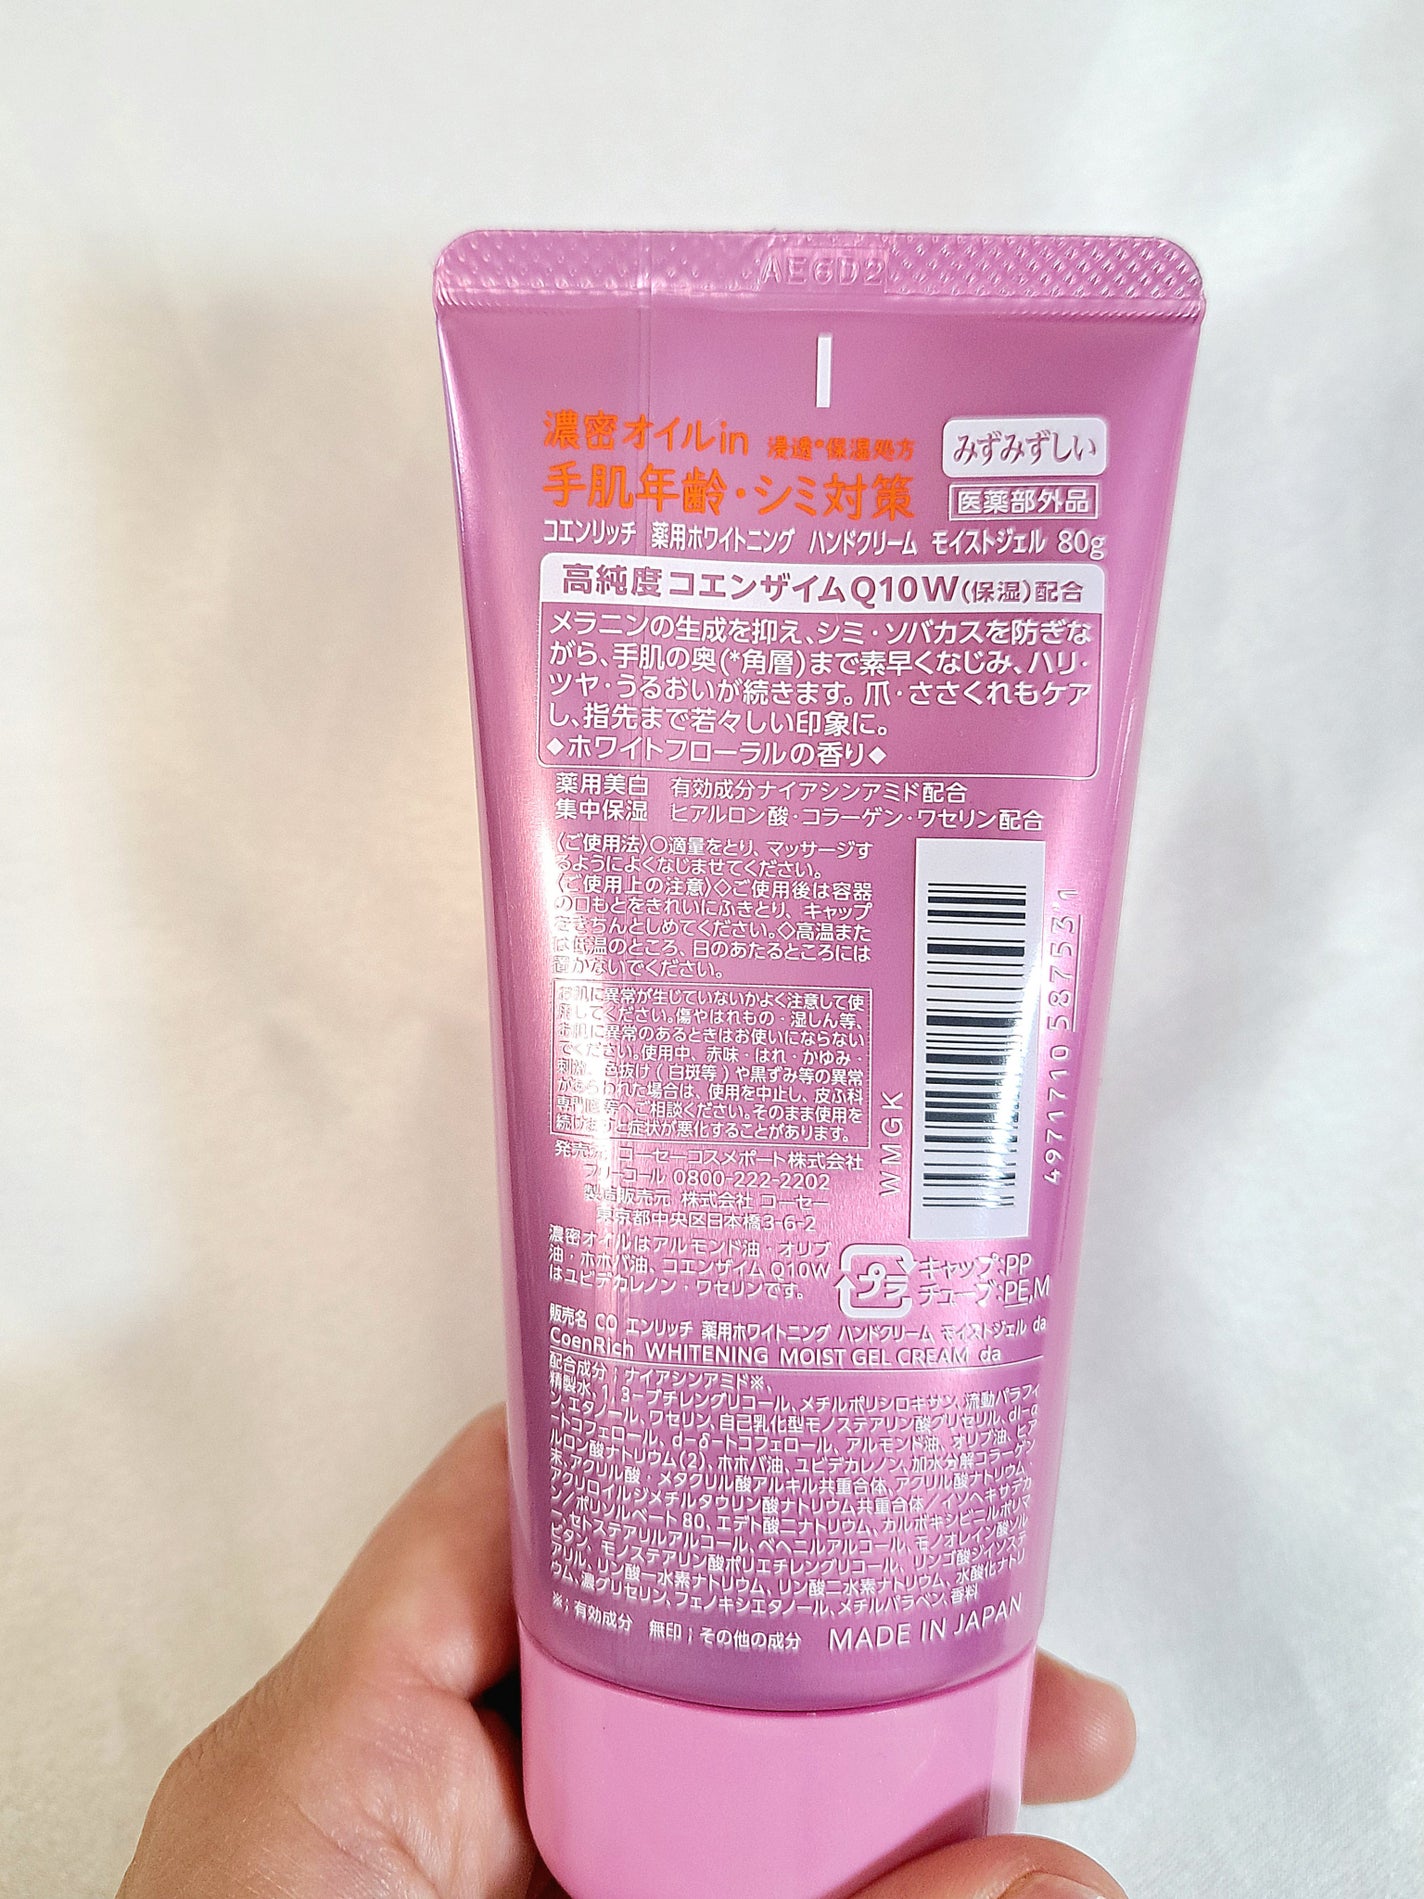 AE6D2
濃密オイルin 浸透*保湿処方
みずみずしい
手肌年齢・シミ対策
医薬部外品
コエンリッチ 薬用ホワイトニング ハンドクリーム モイストジェル 80g
高純度コエンザイムQ10W(保湿)配合
メラニンの生成を抑え、シミ・ソバカスを防ぎな
がら、手肌の奥(*角層)まで素早くなじみ、ハリ・
ツヤ・うるおいが続きます。爪・ささくれもケア
し、指先まで若々しい印象に。
◆ホワイトフローラルの香り◆
薬用美白 有効成分ナイアシンアミド配合
集中保湿 ヒアルロン酸・コラーゲン・ワセリン配合
〈ご使用法〉○適量をとり、マッサージす
るようによくなじませてください。
〈ご使用上の注意〉◇ご使用後は容器
の口もとをきれいにふきとり、キャップ
をきちんとしめてください。◇高温また
は低温のところ、日のあたるところには
置かないでください。
お肌に異常が生じていないかよく注意して使
用してください。傷やはれもの・湿しん等、
お肌に異常のあるときはお使いにならない
でください。使用中、赤味・はれ・かゆみ・
刺激、色抜け(白斑等)や黒ずみ等の異常
があらわれた場合は、使用を中止し、皮ふ科
専門医等へご相談ください。そのまま使用を
続けますと症状が悪化することがあります。
発売元 コーセーコスメポート株式会社
フリーコール 0800-222-2202
製造販売元 株式会社 コーセー
東京都中央区日本橋3-6-2
WMGK
4971710 587531
濃密オイルはアルモンド油・オリブ
油・ホホバ油、コエンザイムQ10W
はユビデカレノン・ワセリンです。
プラ
キャップ:PP
チューブ:PE,M
販売名 CO エンリッチ 薬用ホワイトニング ハンドクリーム モイストジェル da
CoenRich WHITENING MOIST GEL CREAM da
配合成分;ナイアシンアミド※、
精製水、1,3-ブチレングリコール、メチルポリシロキサン、流動パラフィ
ン、エタノール、ワセリン、自己乳化型モノステアリン酸グリセリル、dl-α
-トコフェロール、d-δ-トコフェロール、アルモンド油、オリブ油、ヒア
ルロン酸ナトリウム(2)、ホホバ油、ユビデカレノン、加水分解コラーゲン
末、アクリル酸・メタクリル酸アルキル共重合体、アクリル酸ナトリウム・
アクリロイルジメチルタウリン酸ナトリウム共重合体/イソヘキサデカ
ン/ポリソルベート80、エデト酸二ナトリウム、カルボキシビニルポリマ
ー、セトステアリルアルコール、ベヘニルアルコール、モノオレイン酸ソル
ビタン、モノステアリン酸ポリエチレングリコール、リンゴ酸ジイソステ
アリル、リン酸一水素ナトリウム、リン酸二水素ナトリウム、水酸化ナトリ
ウム、濃グリセリン、フェノキシエタノール、メチルパラベン、香料
※;有効成分 無印;その他の成分
MADE IN JAPAN